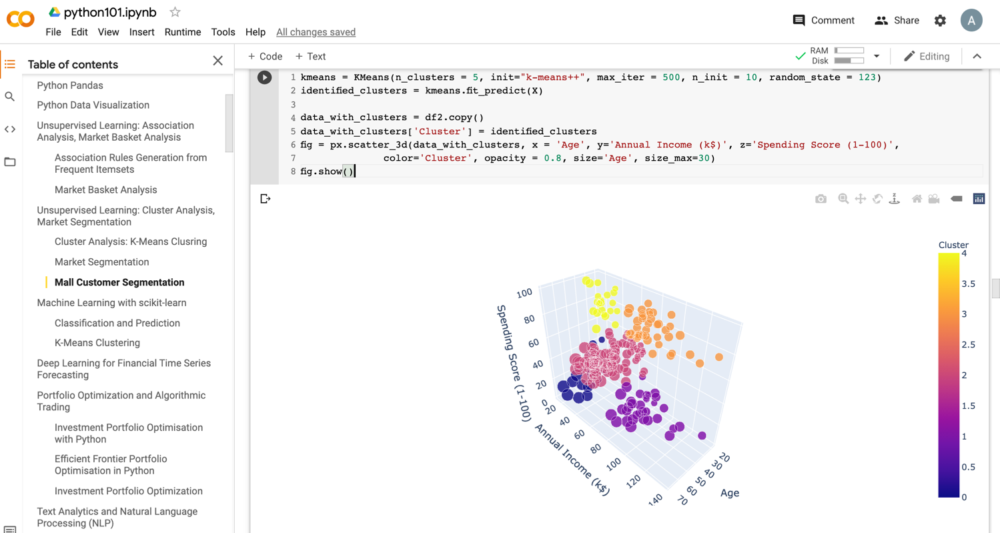 python101.ipynb
Comment
Share
A
File Edit View Insert Runtime Tools Help All changes saved
Table of contents
Python Pandas
Python Data Visualization
Unsupervised Learning: Association
Analysis, Market Basket Analysis
Association Rules Generation from
Frequent Itemsets
Market Basket Analysis
Unsupervised Learning: Cluster Analysis,
Market Segmentation
Cluster Analysis: K-Means Clusring
Market Segmentation
Mall Customer Segmentation
Machine Learning with scikit-learn
Classification and Prediction
K-Means Clustering
Deep Learning for Financial Time Series
Forecasting
Portfolio Optimization and Algorithmic
Trading
Investment Portfolio Optimisation
with Python
Efficient Frontier Portfolio
Optimisation in Python
Investment Portfolio Optimization
Text Analytics and Natural Language
Processing (NLP)
+ Code + Text
RAM
Disk
Editing
1 kmeans = KMeans(n_clusters = 5, init="k-means++", max_iter = 500, n_init = 10, random_state = 123)
2 identified_clusters = kmeans.fit_predict(X)
3
4 data_with_clusters = df2.copy()
5 data_with_clusters['Cluster'] = identified_clusters
6 fig = px.scatter_3d(data_with_clusters, x = 'Age', y='Annual Income (k$)', z='Spending Score (1-100)',
7 color='Cluster', opacity = 0.8, size='Age', size_max=30)
8 fig.show()
z
Spending Score (1-100)
100
80
60
40
20
0
Annual Income (k$)
20
40
60
80
100
120
140
Age
20
30
40
50
60
70
Cluster
4
3.5
3
2.5
2
1.5
1
0.5
0